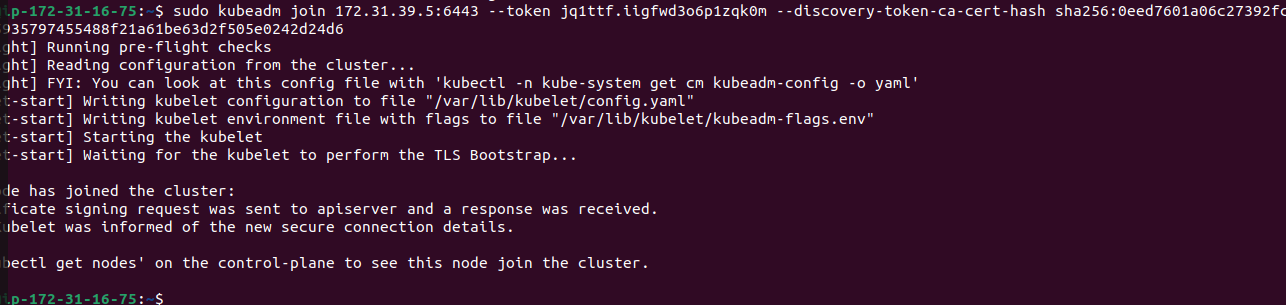 ip-172-31-16-75:~$ sudo kubeadm join 172.31.39.5:6443 --token jq1ttf.iigfwd3o6p1zqk0m --discovery-token-ca-cert-hash sha256:0eed7601a06c27392fc
935797455488f21a61be63d2f505e0242d24d6
ght] Running pre-flight checks
ght] Reading configuration from the cluster...
ght] FYI: You can look at this config file with 'kubectl -n kube-system get cm kubeadm-config -o yaml'
t-start] Writing kubelet configuration to file "/var/lib/kubelet/config.yaml"
t-start] Writing kubelet environment file with flags to file "/var/lib/kubelet/kubeadm-flags.env"
t-start] Starting the kubelet
t-start] Waiting for the kubelet to perform the TLS Bootstrap...
de has joined the cluster:
ficate signing request was sent to apiserver and a response was received.
ubelet was informed of the new secure connection details.
bectl get nodes' on the control-plane to see this node join the cluster.
ip-172-31-16-75:~$